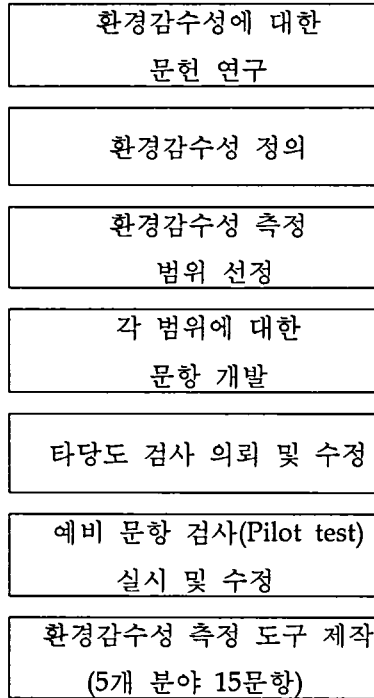 환경감수성에 대한
문헌 연구
환경감수성 정의
환경감수성 측정
범위 선정
각 범위에 대한
문항 개발
타당도 검사 의뢰 및 수정
예비 문항 검사(Pilot test)
실시 및 수정
환경감수성 측정 도구 제작
(5개 분야 15문항)